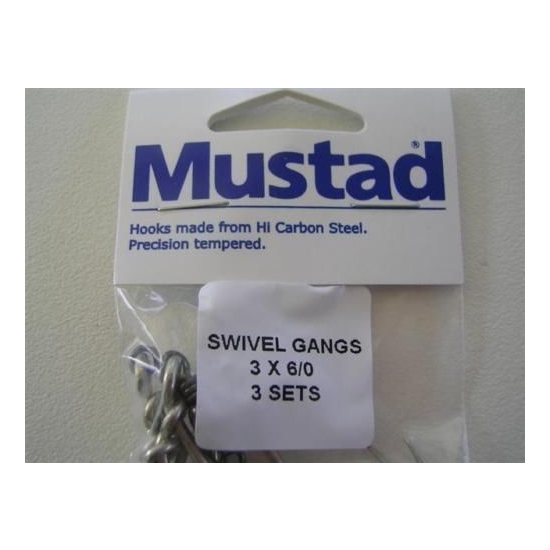 Mustad®
Hooks made from Hi Carbon Steel.
Precision tempered.
SWIVEL GANGS
3 X 6/0
3 SETS